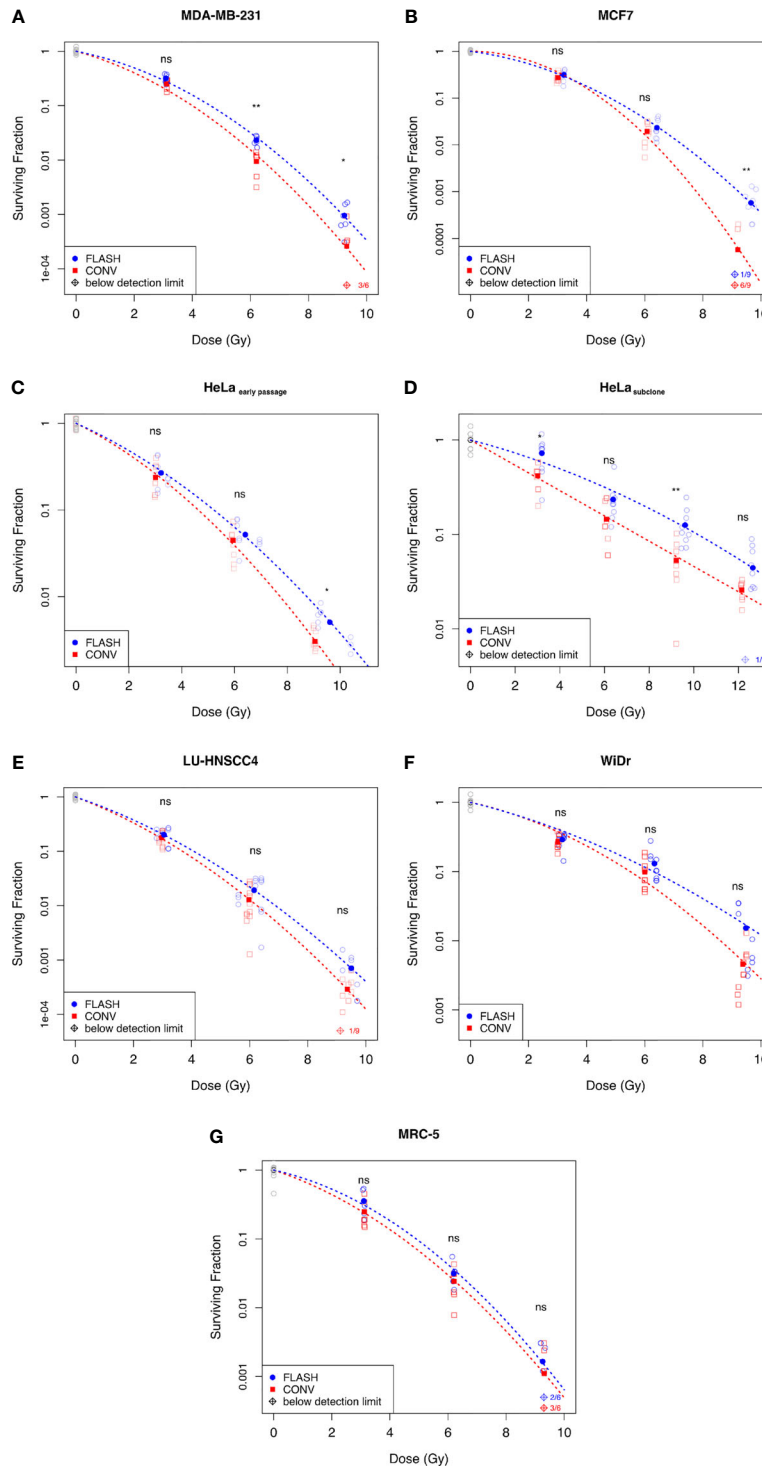 A
MDA-MB-231
Surviving Fraction
1
0.1
0.01
0.001
1e-04
ns
**
*
FLASH
CONV
below detection limit
3/6
0 2 4 6 8 10
Dose (Gy)
B
MCF7
Surviving Fraction
1
0.1
0.01
0.001
0.0001
ns
ns
**
FLASH
CONV
below detection limit
1/9
6/9
0 2 4 6 8 10
Dose (Gy)
C
HeLa early passage
Surviving Fraction
1
0.1
0.01
ns
ns
*
FLASH
CONV
0 2 4 6 8 10
Dose (Gy)
D
HeLa subclone
Surviving Fraction
1
0.1
0.01
*
ns
**
ns
FLASH
CONV
below detection limit
1/
0 2 4 6 8 10 12
Dose (Gy)
E
LU-HNSCC4
Surviving Fraction
1
0.1
0.01
0.001
1e-04
ns
ns
ns
FLASH
CONV
below detection limit
1/9
0 2 4 6 8 10
Dose (Gy)
F
WiDr
Surviving Fraction
1
0.1
0.01
0.001
ns
ns
ns
FLASH
CONV
0 2 4 6 8 10
Dose (Gy)
G
MRC-5
Surviving Fraction
1
0.1
0.01
0.001
ns
ns
ns
FLASH
CONV
below detection limit
2/6
3/6
0 2 4 6 8 10
Dose (Gy)